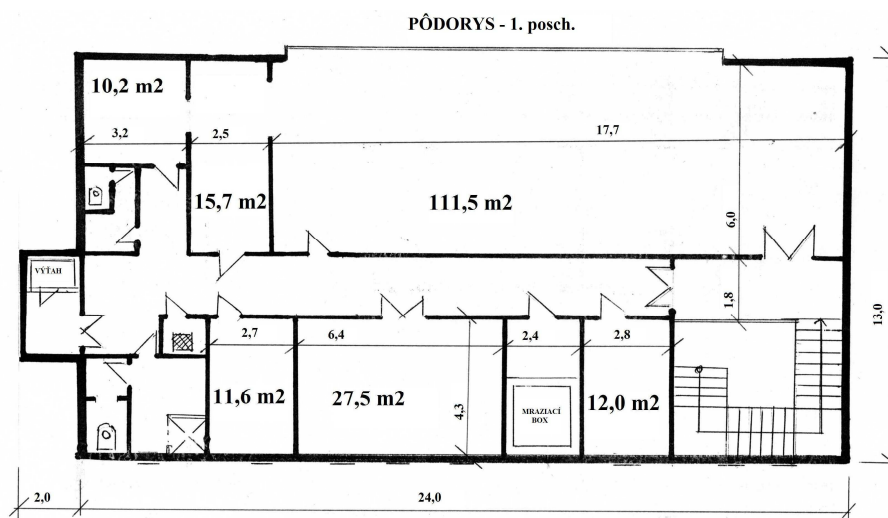 PÔDORYS - 1. posch.
10,2 m2
3,2
2,5
17,7
15,7 m2
111,5 m2
6,0
VÝŤAH
1,8
13,0
2,7
6,4
2,4
2,8
11,6 m2
27,5 m2
4,3
MRAZIACÍ
BOX
12,0 m2
2,0
24,0